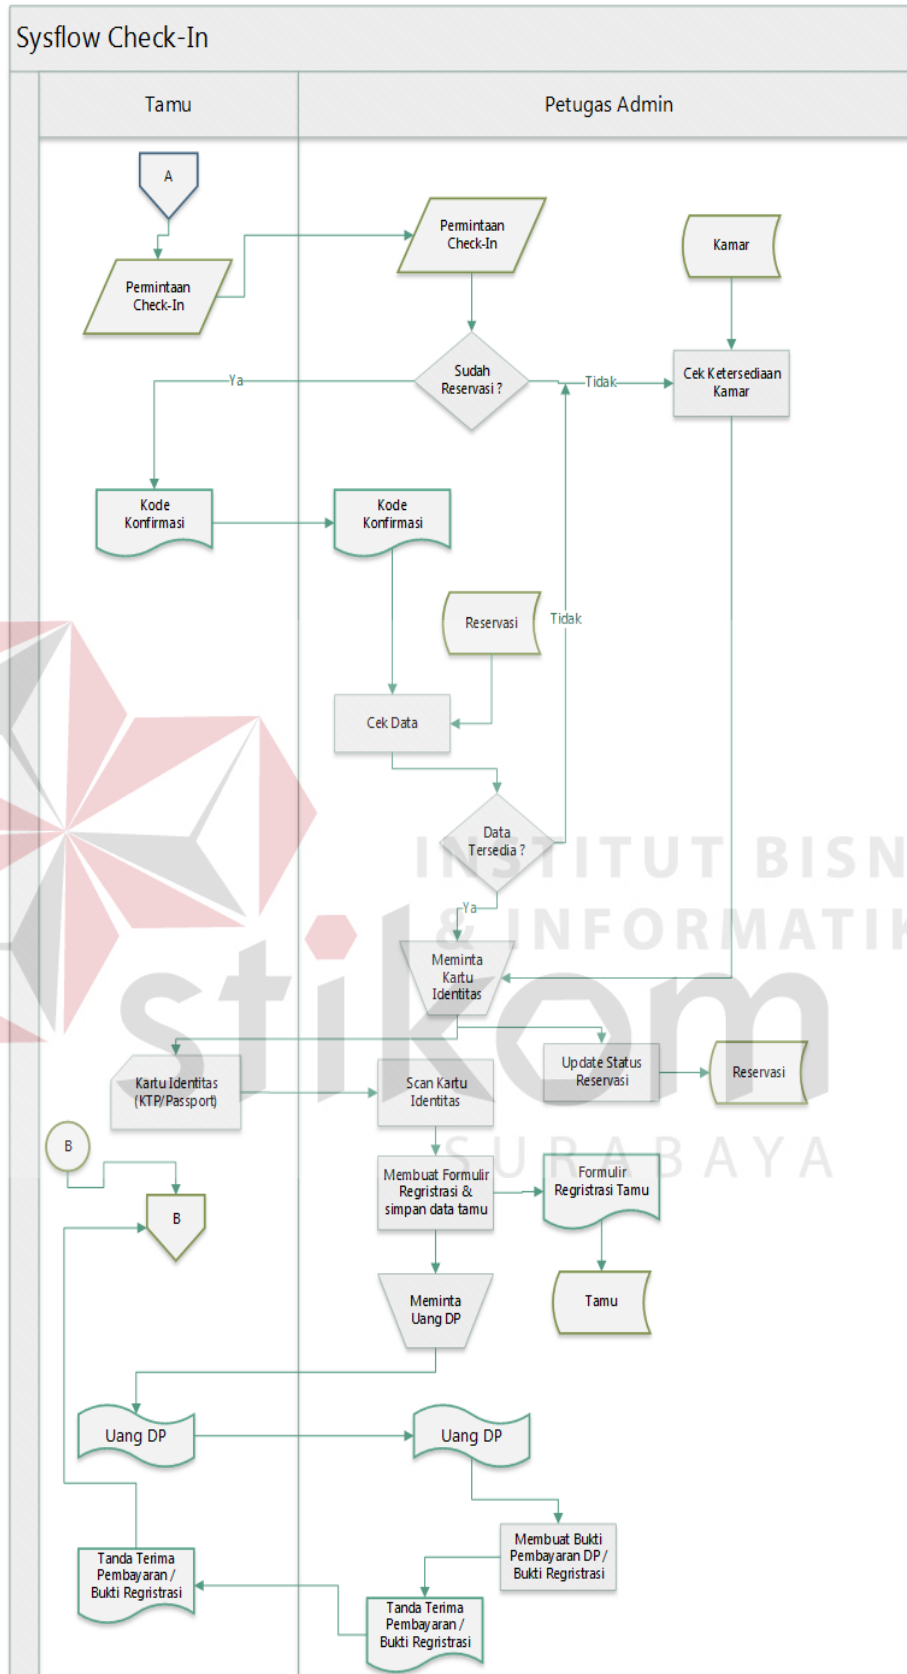 Sysflow Check-In
Tamu
Petugas Admin
A
Permintaan
Check-In
Permintaan
Check-In
Kamar
Sudah
Reservasi ?
Ya
Tidak
Cek Ketersediaan
Kamar
Kode
Konfirmasi
Kode
Konfirmasi
Reservasi
Tidak
Cek Data
Data
Tersedia ?
INSTITUT BISN
Ya
& INFORMATIK
Meminta
Kartu
Identitas
stikom
Kartu Identitas
(KTP/Passport)
Scan Kartu
Identitas
Update Status
Reservasi
Reservasi
SURABAYA
B
B
Membuat Formulir
Regristrasi &
simpan data tamu
Formulir
Regristrasi Tamu
Meminta
Uang DP
Tamu
Uang DP
Uang DP
Membuat Bukti
Pembayaran DP /
Bukti Regristrasi
Tanda Terima
Pembayaran /
Bukti Regristrasi
Tanda Terima
Pembayaran /
Bukti Regristrasi